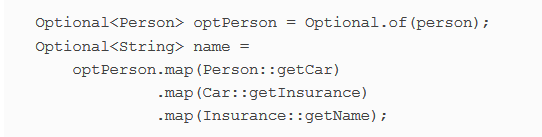 Optional<Person> optPerson = Optional.of(person);
Optional<String> name =
    optPerson.map(Person::getCar)
             .map(Car::getInsurance)
             .map(Insurance::getName);